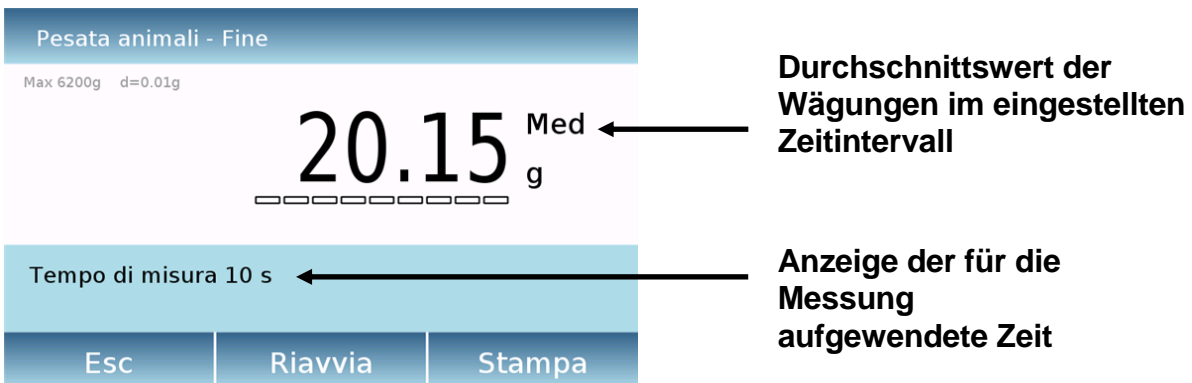 Pesata animali - Fine
Max 6200g d=0.01g
20.15 Med
g
Durchschnittswert der
Wägungen im eingestellten
Zeitintervall
Tempo di misura 10 s
Anzeige der für die
Messung
aufgewendete Zeit
Esc Riavvia Stampa